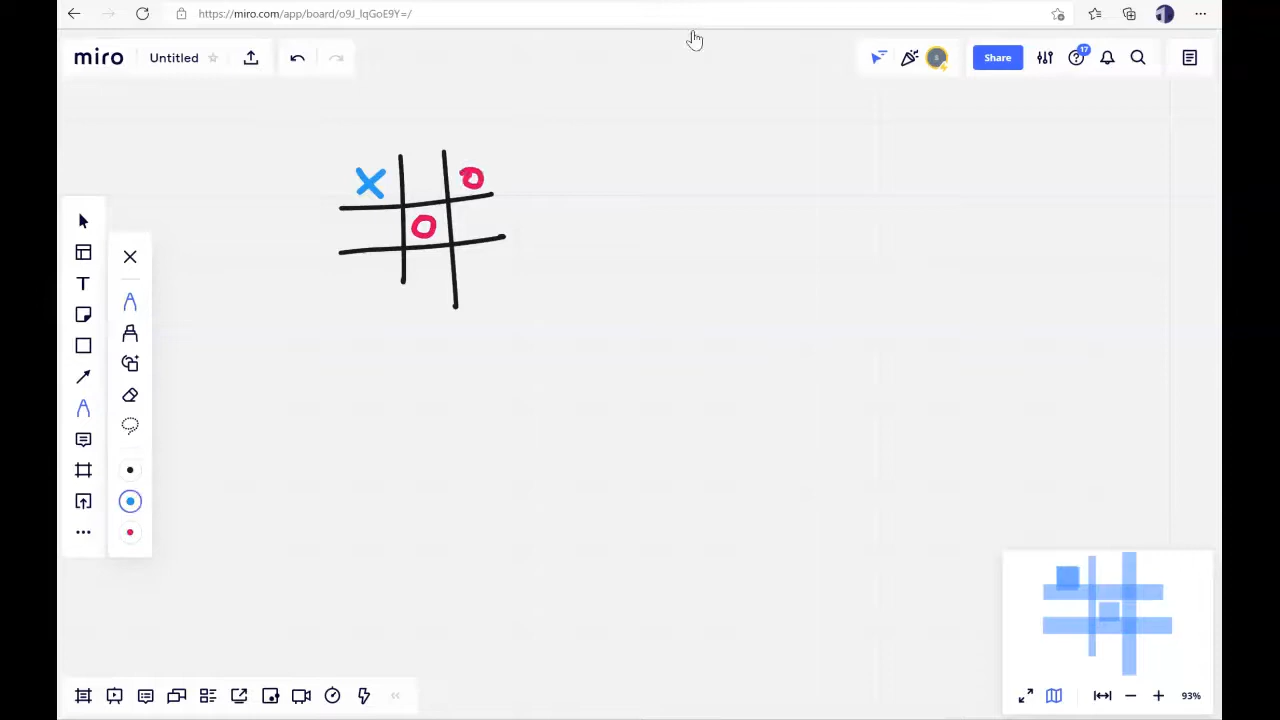 https://miro.com/app/board/o9J_lqGoE9Y=/
miro Untitled Share 17
X O
O
T
93%